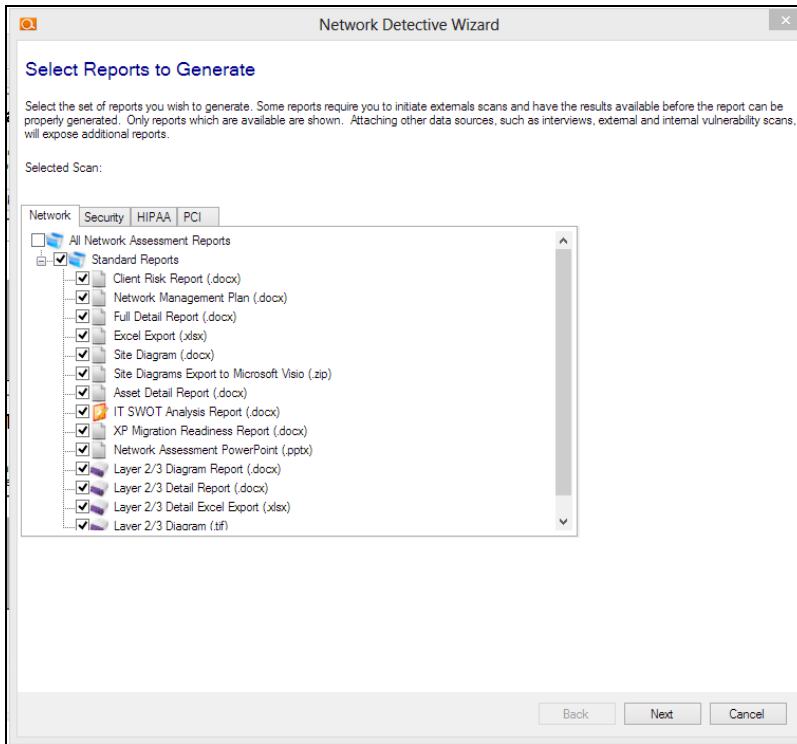 Network Detective Wizard
Select Reports to Generate
Select the set of reports you wish to generate. Some reports require you to initiate externals scans and have the results available before the report can be
properly generated. Only reports which are available are shown. Attaching other data sources, such as interviews, external and internal vulnerability scans,
will expose additional reports.
Selected Scan:
Network Security HIPAA PCI
All Network Assessment Reports
Standard Reports
Client Risk Report (.docx)
Network Management Plan (.docx)
Full Detail Report (.docx)
Excel Export (.xlsx)
Site Diagram (.docx)
Site Diagrams Export to Microsoft Visio (.zip)
Asset Detail Report (.docx)
IT SWOT Analysis Report (.docx)
XP Migration Readiness Report (.docx)
Network Assessment PowerPoint (.pptx)
Layer 2/3 Diagram Report (.docx)
Layer 2/3 Detail Report (.docx)
Layer 2/3 Detail Excel Export (.xlsx)
Layer 2/3 Diagram (.tif)
Back Next Cancel